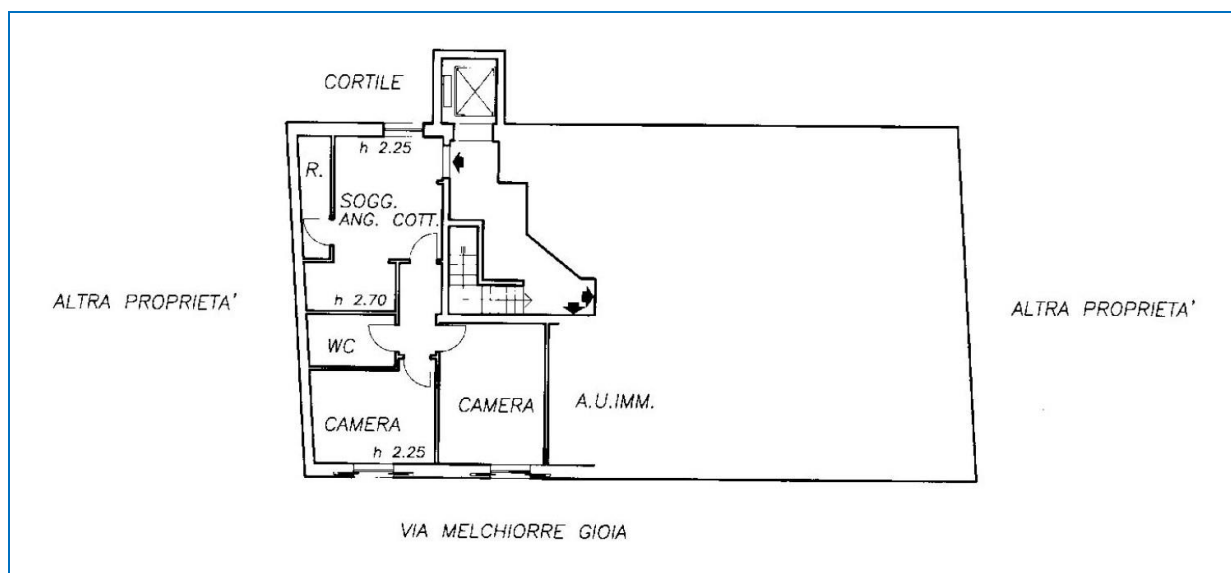 CORTILE
h 2.25
R.
SOGG.
ANG. COTT.
h 2.70
ALTRA PROPRIETA'
ALTRA PROPRIETA'
WC
CAMERA
CAMERA
A.U.IMM.
h 2.25
VIA MELCHIORRE GIOIA